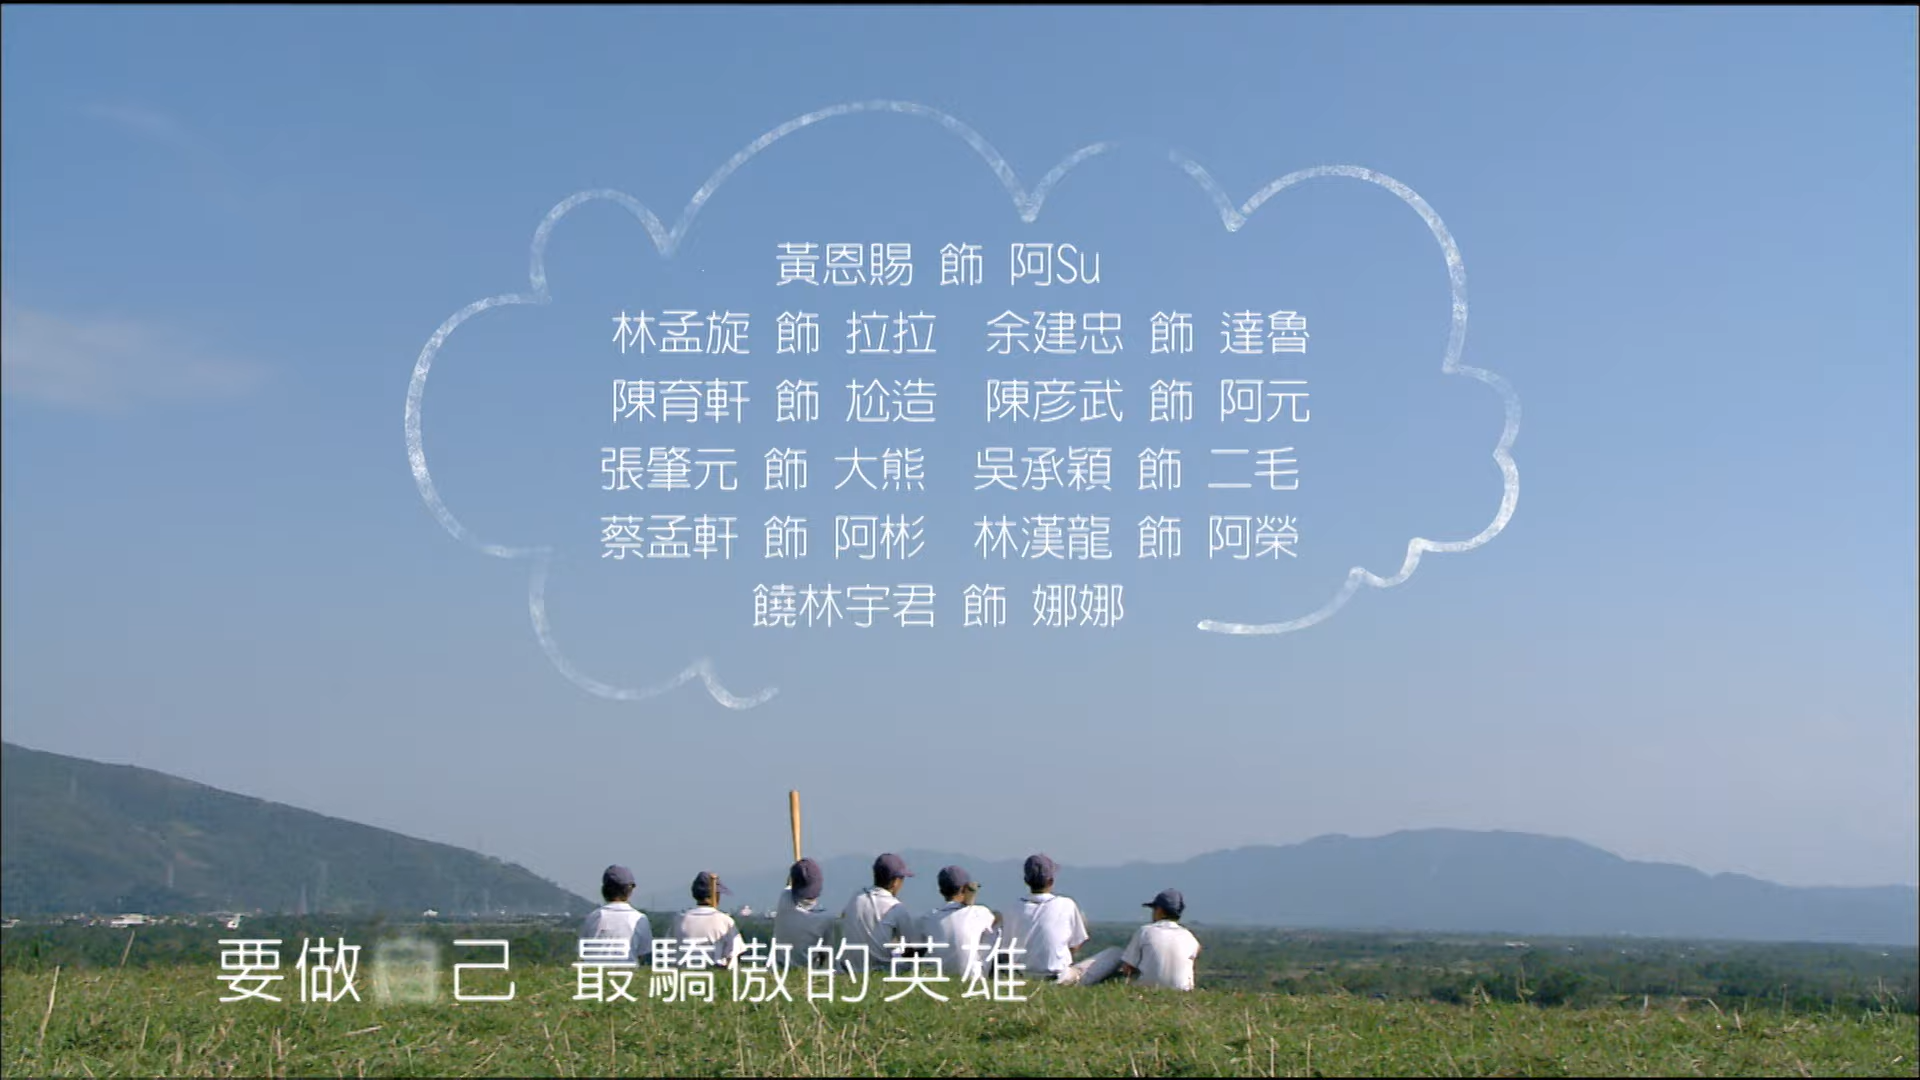 黃恩賜 飾 阿Su
林孟旋 飾 拉拉 余建忠 飾 達魯
陳育軒 飾 尬造 陳彥武 飾 阿元
張肇元 飾 大熊 吳承穎 飾 二毛
蔡孟軒 飾 阿彬 林漢龍 飾 阿榮
饒林宇君 飾 娜娜
要做自己 最驕傲的英雄